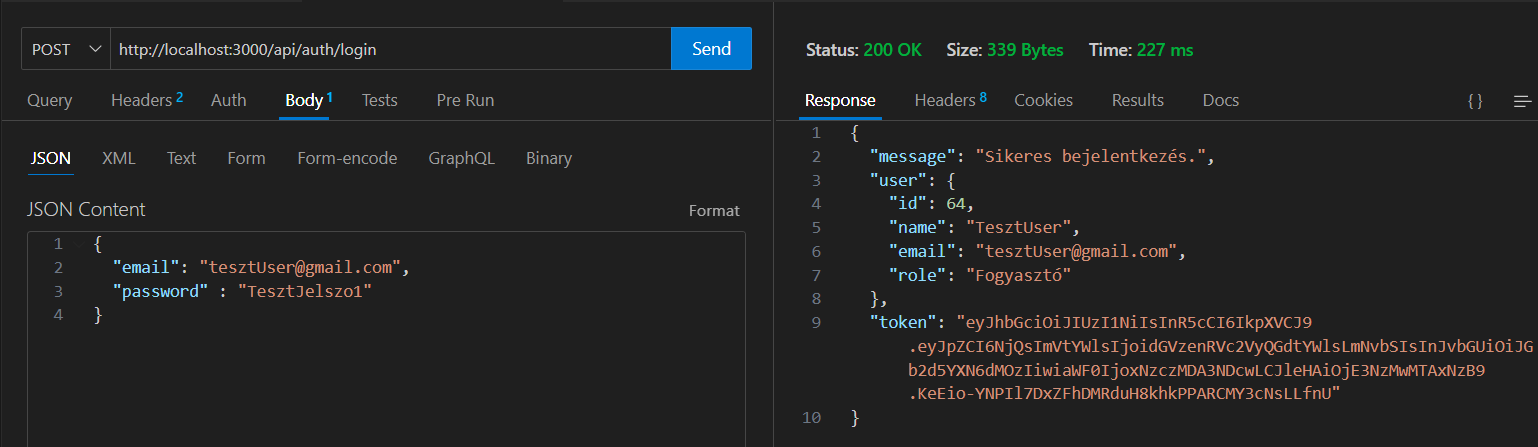 POST
http://localhost:3000/api/auth/login
Send
Query
Headers 2
Auth
Body 1
Tests
Pre Run
JSON
XML
Text
Form
Form-encode
GraphQL
Binary
JSON Content
Format
1 {
2 "email": "tesztUser@gmail.com",
3 "password" : "TesztJelszo1"
4 }
Status: 200 OK Size: 339 Bytes Time: 227 ms
Response
Headers 8
Cookies
Results
Docs
{ }
1 {
2 "message": "Sikeres bejelentkezés.",
3 "user": {
4 "id": 64,
5 "name": "TesztUser",
6 "email": "tesztUser@gmail.com",
7 "role": "Fogyasztó"
8 },
9 "token": "eyJhbGciOiJIUzI1NiIsInR5cCI6IkpXVCJ9
.eyJpZCI6NjQsImVtYWlsIjoidGVzenRVc2VyQGdtYWlsLmNvbSIsInJvbGUiOiJG
b2d5YXN6dMOzIiwiaWF0IjoxNzczMDA3NDcwLCJleHAiOjE3NzMwMTAxNzB9
.KeEio-YNPIl7DxZFhDMRduH8khkPPARCMY3cNsLLfnU"
10 }